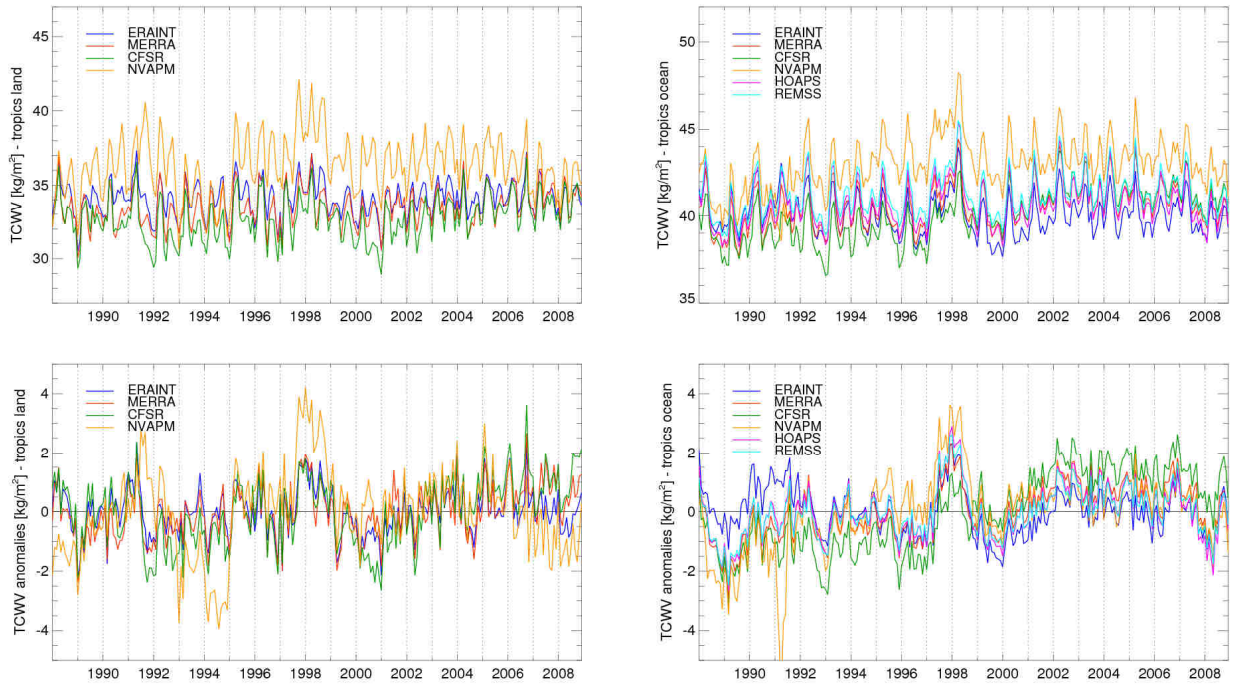 TCWV [kg/m²] - tropics land
45
40
35
30
ERAINT
MERRA
CFSR
NVAPM
1990 1992 1994 1996 1998 2000 2002 2004 2006 2008
TCWV [kg/m²] - tropics ocean
50
45
40
35
ERAINT
MERRA
CFSR
NVAPM
HOAPS
REMSS
1990 1992 1994 1996 1998 2000 2002 2004 2006 2008
TCWV anomalies [kg/m²] - tropics land
4
2
0
-2
-4
ERAINT
MERRA
CFSR
NVAPM
1990 1992 1994 1996 1998 2000 2002 2004 2006 2008
TCWV anomalies [kg/m²] - tropics ocean
4
2
0
-2
-4
ERAINT
MERRA
CFSR
NVAPM
HOAPS
REMSS
1990 1992 1994 1996 1998 2000 2002 2004 2006 2008